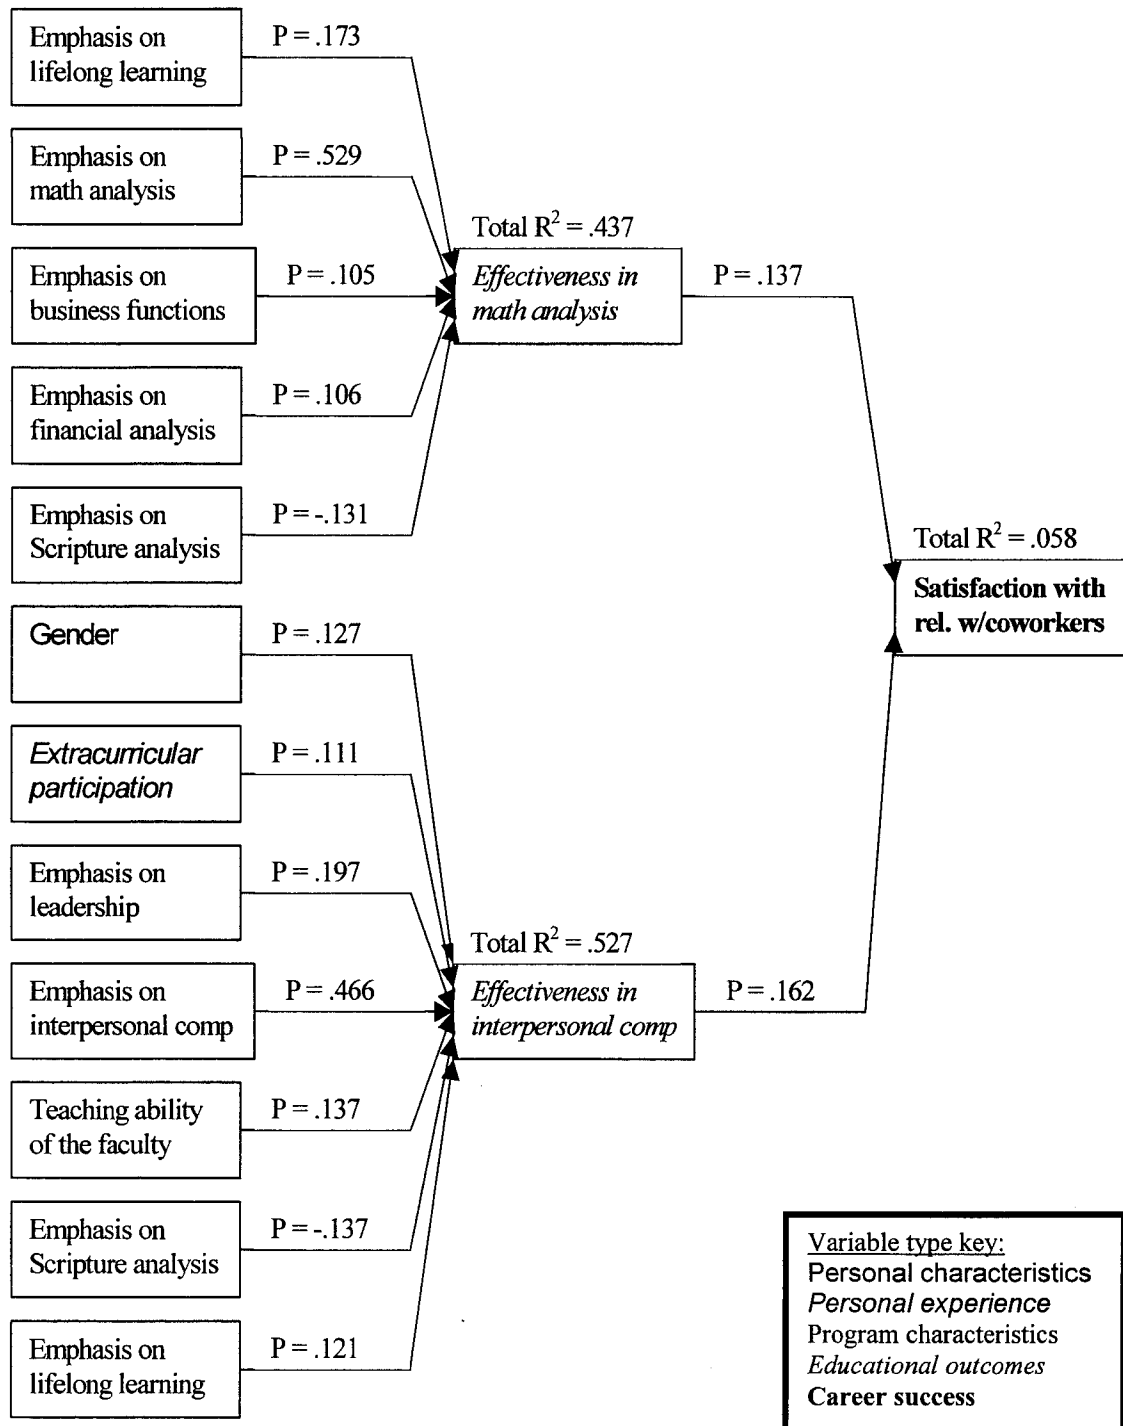 Emphasis on
lifelong learning
P = .173
Emphasis on
math analysis
P = .529
Emphasis on
business functions
P = .105
Emphasis on
financial analysis
P = .106
Emphasis on
Scripture analysis
P = -.131
Total R² = .437
Effectiveness in
math analysis
P = .137
Gender
P = .127
Extracurricular
participation
P = .111
Emphasis on
leadership
P = .197
Emphasis on
interpersonal comp
P = .466
Teaching ability
of the faculty
P = .137
Emphasis on
Scripture analysis
P = -.137
Emphasis on
lifelong learning
P = .121
Total R² = .527
Effectiveness in
interpersonal comp
P = .162
Total R² = .058
Satisfaction with
rel. w/coworkers
Variable type key:
Personal characteristics
Personal experience
Program characteristics
Educational outcomes
Career success